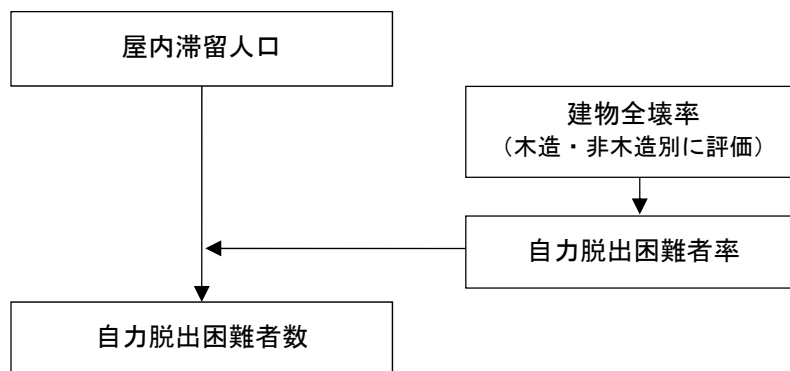 屋内滞留人口
建物全壊率
（木造・非木造別に評価）
自力脱出困難者率
自力脱出困難者数